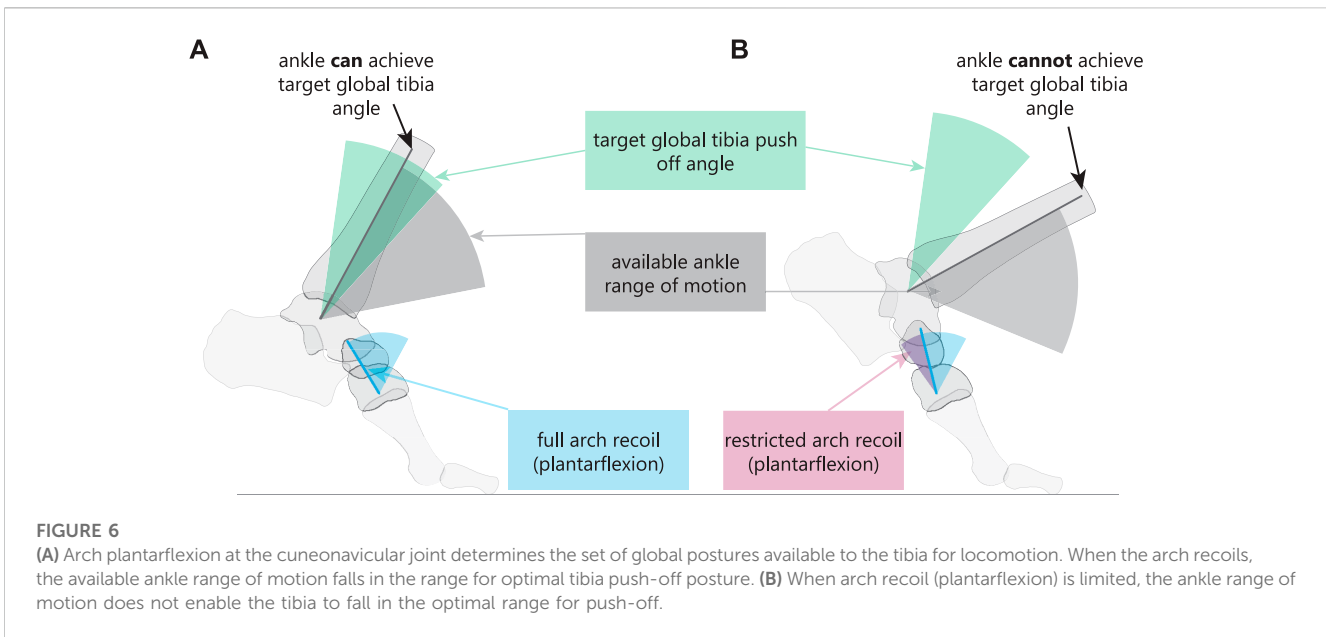 A
ankle can achieve
target global tibia
angle
B
ankle cannot achieve
target global tibia
angle
target global tibia push
off angle
available ankle
range of motion
full arch recoil
(plantarflexion)
restricted arch recoil
(plantarflexion)
FIGURE 6
(A) Arch plantarflexion at the cuneonavicular joint determines the set of global postures available to the tibia for locomotion. When the arch recoils,
the available ankle range of motion falls in the range for optimal tibia push-off posture. (B) When arch recoil (plantarflexion) is limited, the ankle range of
motion does not enable the tibia to fall in the optimal range for push-off.